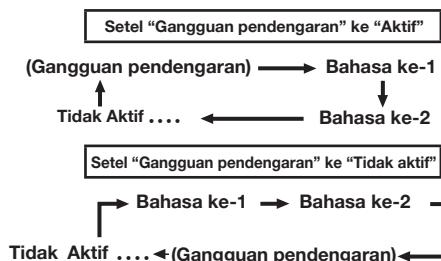 Setel “Gangguan pendengaran” ke “Aktif”
(Gangguan pendengaran) Bahasa ke-1
Tidak Aktif .... Bahasa ke-2
Setel “Gangguan pendengaran” ke “Tidak aktif”
Bahasa ke-1 Bahasa ke-2
Tidak Aktif .... (Gangguan pendengaran)